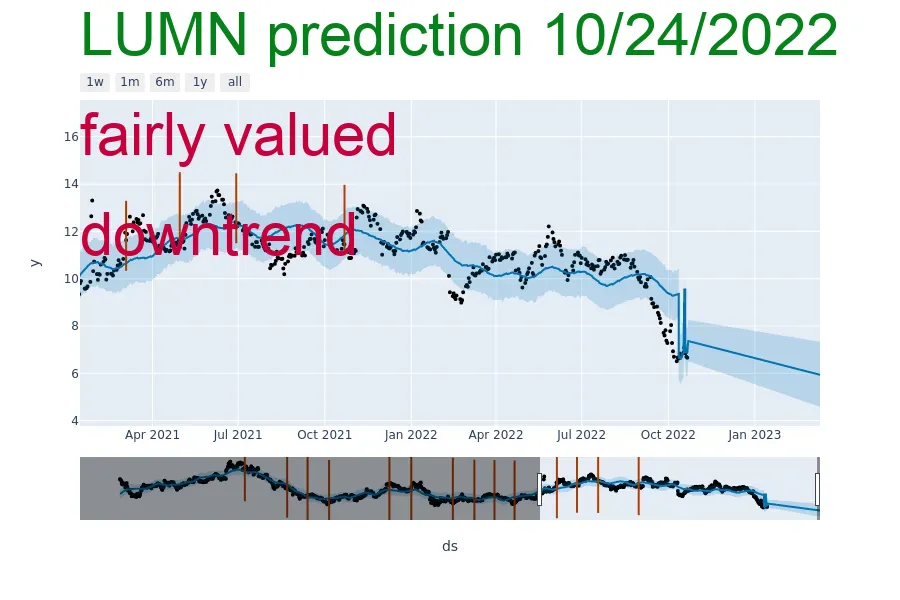 LUMN prediction 10/24/2022
1w 1m 6m 1y all
fairly valued
downtrend
y
16
14
12
10
8
6
4
Apr 2021 Jul 2021 Oct 2021 Jan 2022 Apr 2022 Jul 2022 Oct 2022 Jan 2023
ds